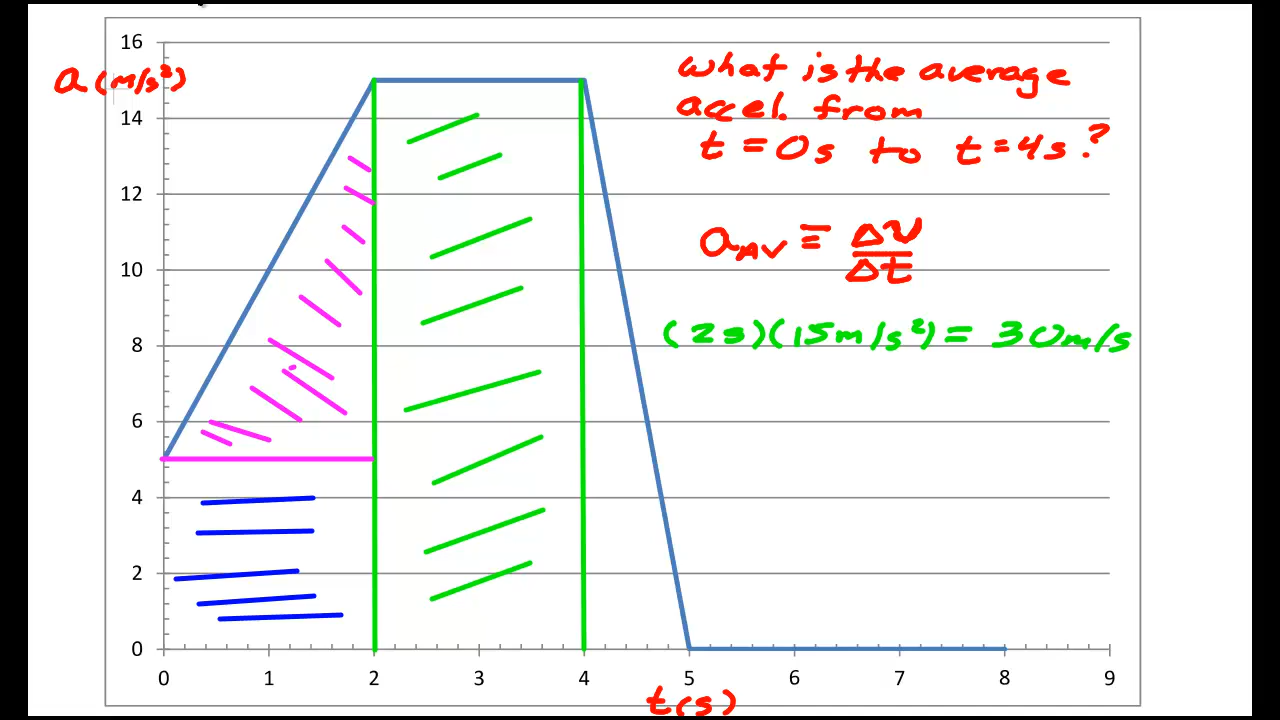 16
a (m/s²)
14
12
10
8
6
4
2
0
0 1 2 3 4 5 6 7 8 9
t (s)
what is the average
accel. from
t = 0s to t = 4s ?
aAV ≡ Δv/Δt
(2s)(15m/s²) = 30m/s